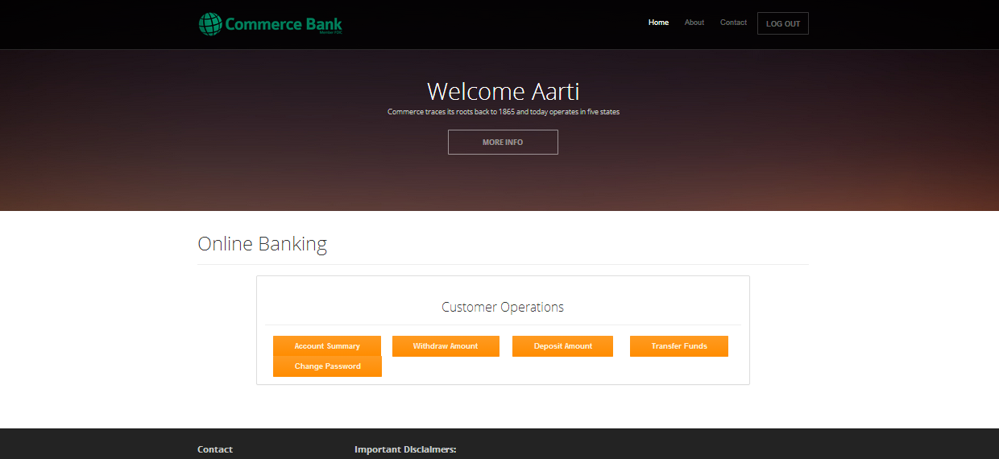 Commerce Bank
Member FDIC
Home About Contact LOG OUT
Welcome Aarti
Commerce traces its roots back to 1865 and today operates in five states
MORE INFO
Online Banking
Customer Operations
Account Summary Withdraw Amount Deposit Amount Transfer Funds
Change Password
Contact Important Disclaimers: